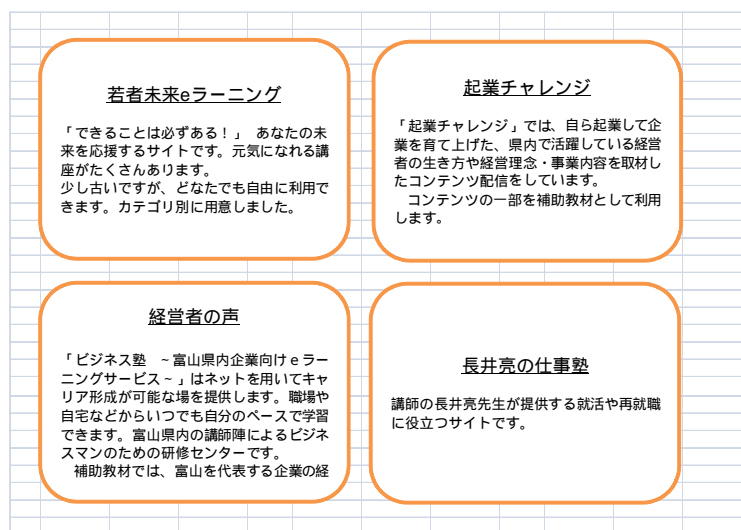 若者未来eラーニング
「できることは必ずある！」　あなたの未
来を応援するサイトです。元気になれる講
座がたくさんあります。
少し古いですが、どなたでも自由に利用で
きます。カテゴリ別に用意しました。
起業チャレンジ
「起業チャレンジ」では、自ら起業して企
業を育て上げた、県内で活躍している経営
者の生き方や経営理念・事業内容を取材し
たコンテンツ配信をしています。
　コンテンツの一部を補助教材として利用
します。
経営者の声
「ビジネス塾　～富山県内企業向けｅラー
ニングサービス～」はネットを用いてキャ
リア形成が可能な場を提供します。職場や
自宅などからいつでも自分のペースで学習
できます。富山県内の講師陣によるビジネ
スマンのための研修センターです。
　補助教材では、富山を代表する企業の経
長井亮の仕事塾
講師の長井亮先生が提供する就活や再就職
に役立つサイトです。